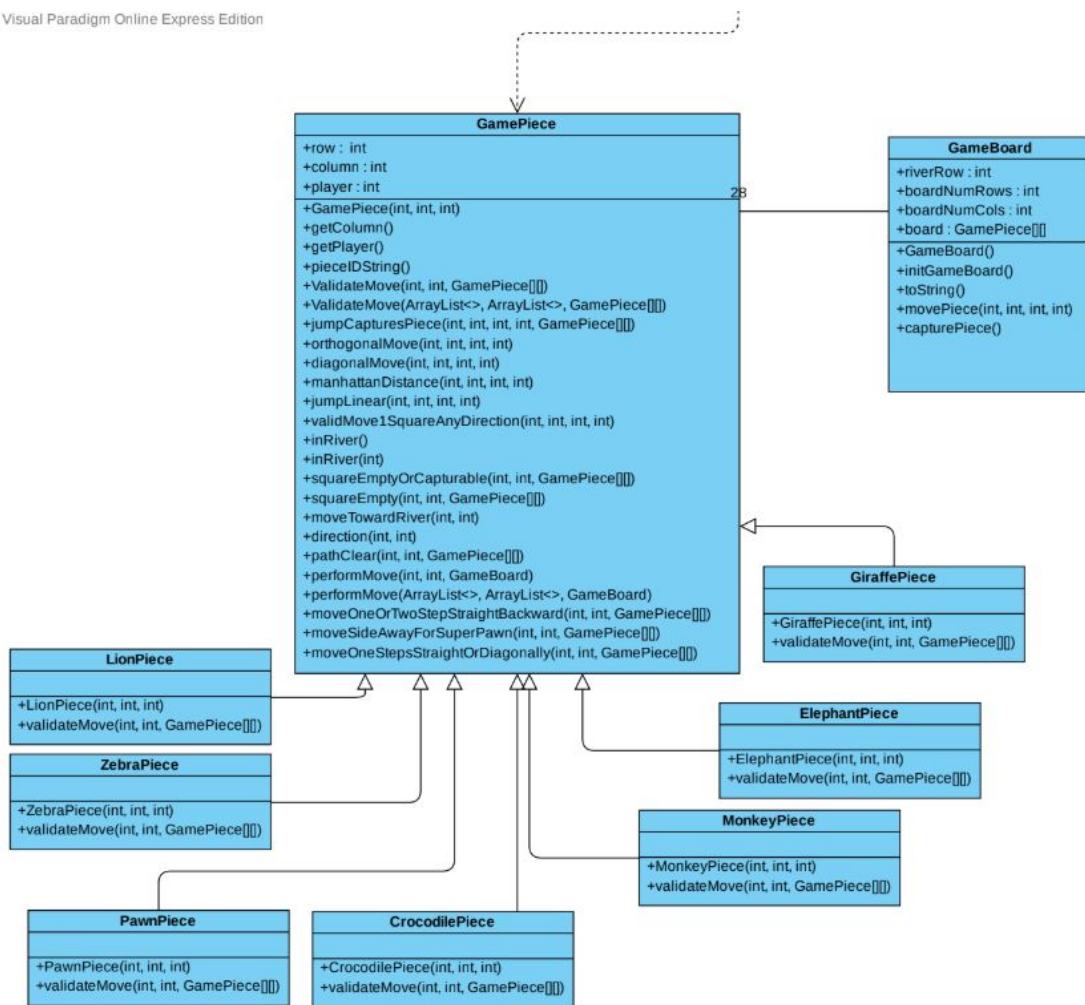 Visual Paradigm Online Express Edition
GamePiece
+row : int
+column : int
+player : int
+GamePiece(int, int, int)
+getColumn()
+getPlayer()
+pieceIDString()
+ValidateMove(int, int, GamePiece[][])
+ValidateMove(ArrayList<>, ArrayList<>, GamePiece[][])
+jumpCapturesPiece(int, int, int, int, GamePiece[][])
+orthogonalMove(int, int, int, int)
+diagonalMove(int, int, int, int)
+manhattanDistance(int, int, int, int)
+jumpLinear(int, int, int, int)
+validMove1SquareAnyDirection(int, int, int, int)
+inRiver()
+inRiver(int)
+squareEmptyOrCapturable(int, int, GamePiece[][])
+squareEmpty(int, int, GamePiece[][])
+moveTowardRiver(int, int)
+direction(int, int)
+pathClear(int, int, GamePiece[][])
+performMove(int, int, GameBoard)
+performMove(ArrayList<>, ArrayList<>, GameBoard)
+moveOneOrTwoStepStraightBackward(int, int, GamePiece[][])
+moveSideAwayForSuperPawn(int, int, GamePiece[][])
+moveOneStepsStraightOrDiagonally(int, int, GamePiece[][])
28
GameBoard
+riverRow : int
+boardNumRows : int
+boardNumCols : int
+board : GamePiece[][]
+GameBoard()
+initGameBoard()
+toString()
+movePiece(int, int, int, int)
+capturePiece()
GiraffePiece
+GiraffePiece(int, int, int)
+validateMove(int, int, GamePiece[][])
LionPiece
+LionPiece(int, int, int)
+validateMove(int, int, GamePiece[][])
ElephantPiece
+ElephantPiece(int, int, int)
+validateMove(int, int, GamePiece[][])
ZebraPiece
+ZebraPiece(int, int, int)
+validateMove(int, int, GamePiece[][])
MonkeyPiece
+MonkeyPiece(int, int, int)
+validateMove(int, int, GamePiece[][])
PawnPiece
+PawnPiece(int, int, int)
+validateMove(int, int, GamePiece[][])
CrocodilePiece
+CrocodilePiece(int, int, int)
+validateMove(int, int, GamePiece[][])